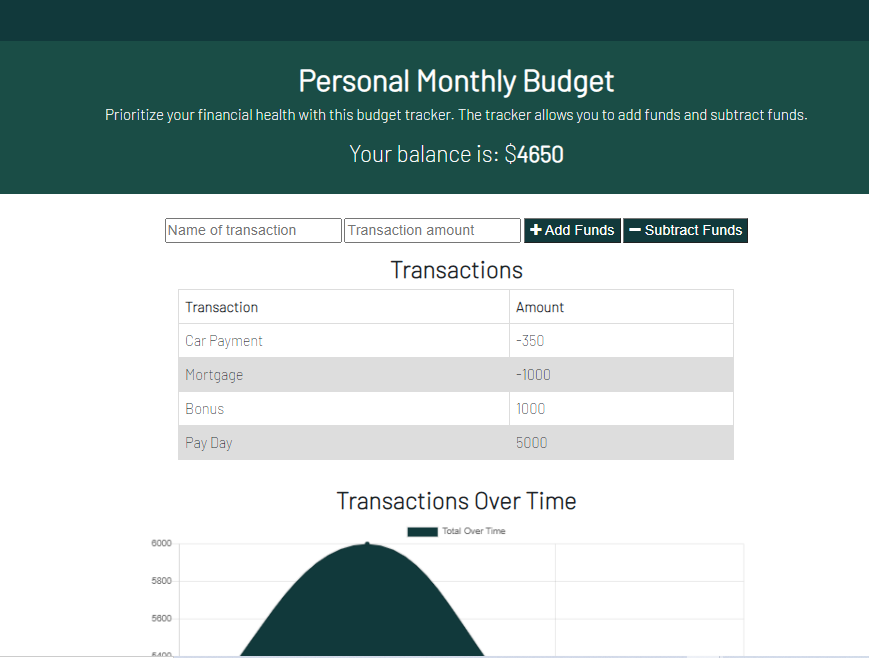 Personal Monthly Budget
Prioritize your financial health with this budget tracker. The tracker allows you to add funds and subtract funds.
Your balance is: $4650
Name of transaction Transaction amount Add Funds Subtract Funds
Transactions
Transaction Amount
Car Payment -350
Mortgage -1000
Bonus 1000
Pay Day 5000
Transactions Over Time
Total Over Time
6000
5800
5600
5400